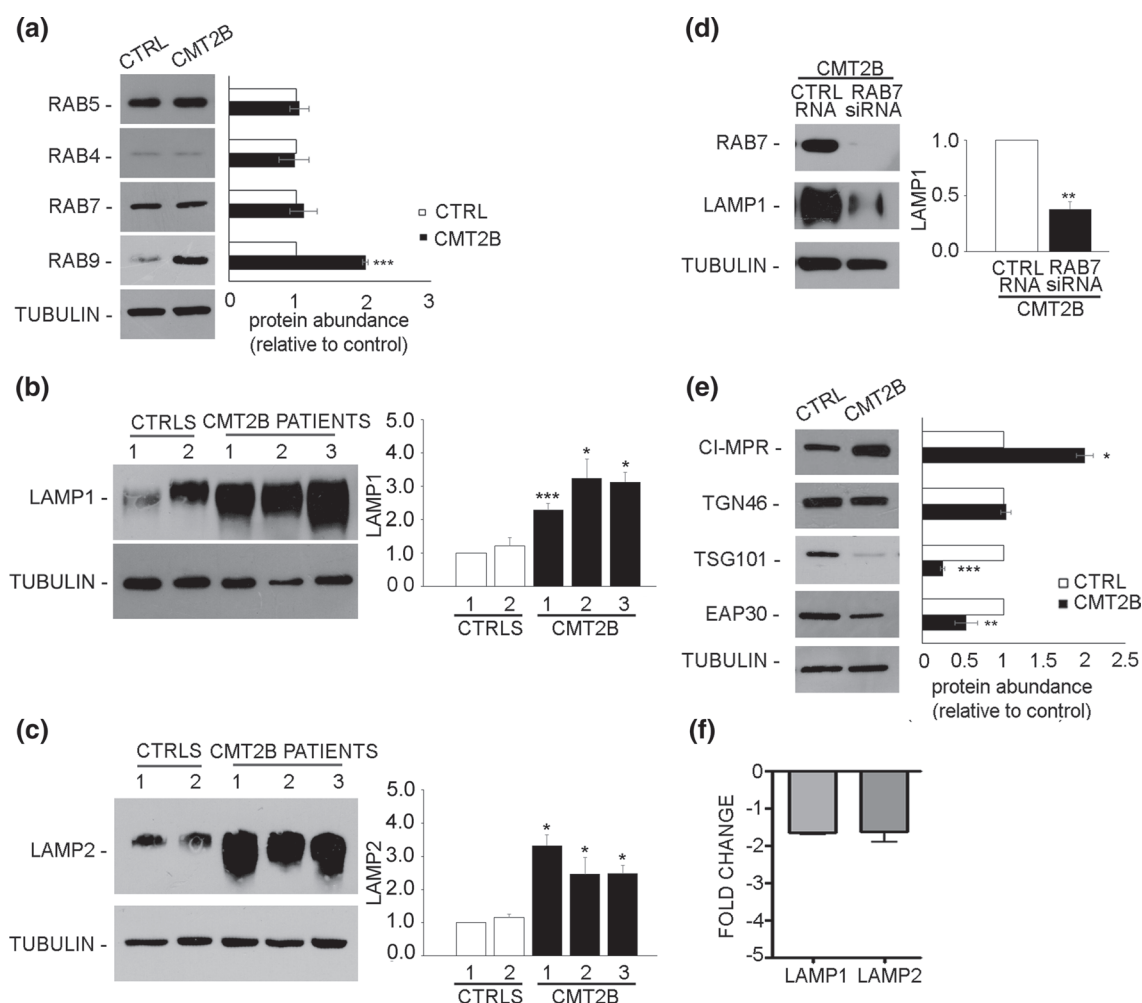 (a)
CTRL
CMT2B
RAB5 -
RAB4 -
RAB7 -
RAB9 -
TUBULIN -
CTRL
CMT2B
***
0 1 2 3
protein abundance
(relative to control)
(b)
CTRLS CMT2B PATIENTS
1 2 1 2 3
LAMP1 -
TUBULIN -
LAMP1
5.0
4.0
3.0
2.0
1.0
0.0
*** * *
1 2 1 2 3
CTRLS CMT2B
(c)
CTRLS CMT2B PATIENTS
1 2 1 2 3
LAMP2 -
TUBULIN -
LAMP2
5.0
4.0
3.0
2.0
1.0
0.0
* * *
1 2 1 2 3
CTRLS CMT2B
(d)
CMT2B
CTRL RAB7
RNA siRNA
RAB7 -
LAMP1 -
TUBULIN -
LAMP1
1.0
0.5
0.0
**
CTRL RAB7
RNA siRNA
CMT2B
(e)
CTRL
CMT2B
CI-MPR -
TGN46 -
TSG101 -
EAP30 -
TUBULIN -
*
***
**
CTRL
CMT2B
0 0.5 1 1.5 2 2.5
protein abundance
(relative to control)
(f)
FOLD CHANGE
0
-1
-2
-3
-4
-5
LAMP1 LAMP2